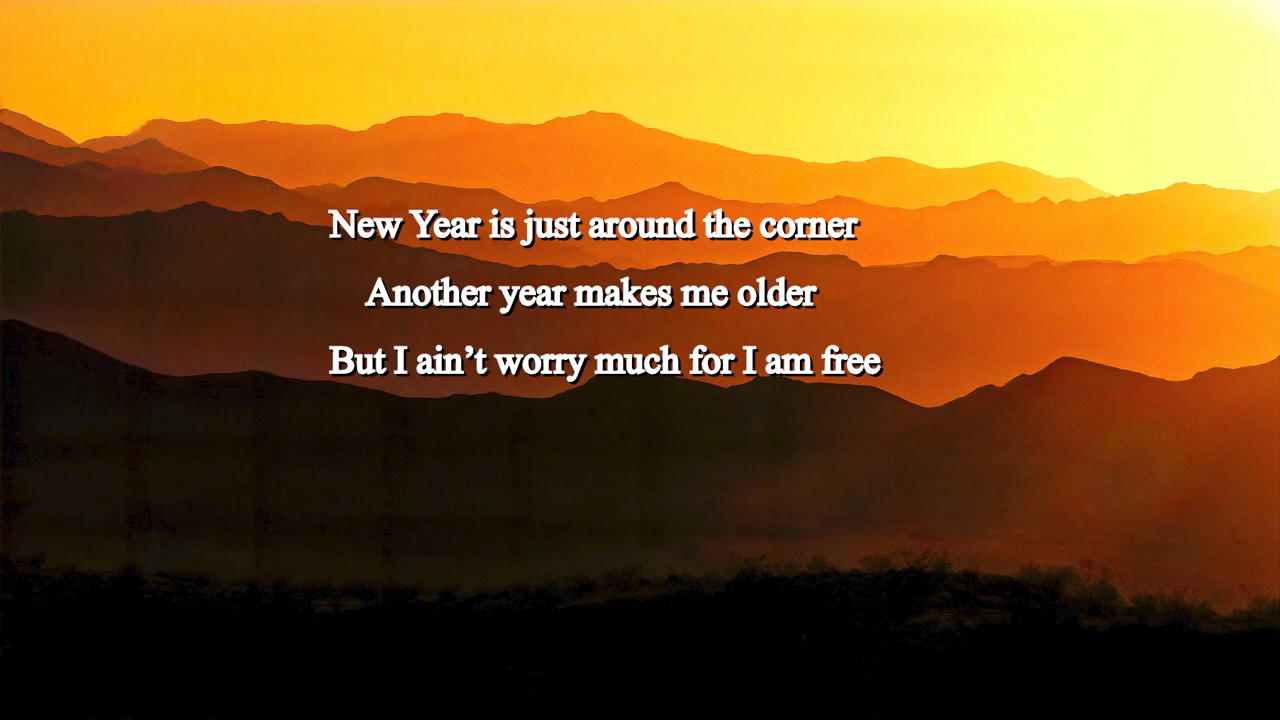 New Year is just around the corner
Another year makes me older
But I ain’t worry much for I am free